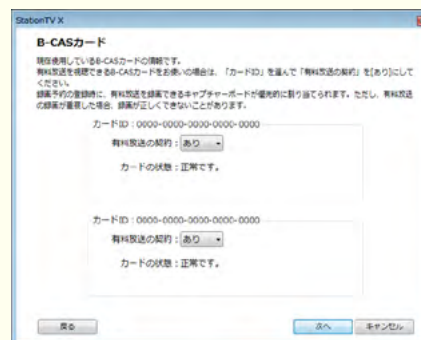 StationTV X
B-CASカード
現在使用しているB-CASカードの情報です。
有料放送を視聴できるB-CASカードをお使いの場合は、「カードID」を選んで「有料放送の契約」を[あり]にして
ください。
録画予約の登録時に、有料放送を録画できるキャプチャーボードが優先的に割り当てられます。ただし、有料放送
の録画が重複した場合、録画が正しくできないことがあります。
カードID：0000-0000-0000-0000-0000
有料放送の契約： あり
カードの状態：正常です。
カードID：0000-0000-0000-0000-0000
有料放送の契約： あり
カードの状態：正常です。
戻る 次へ キャンセル